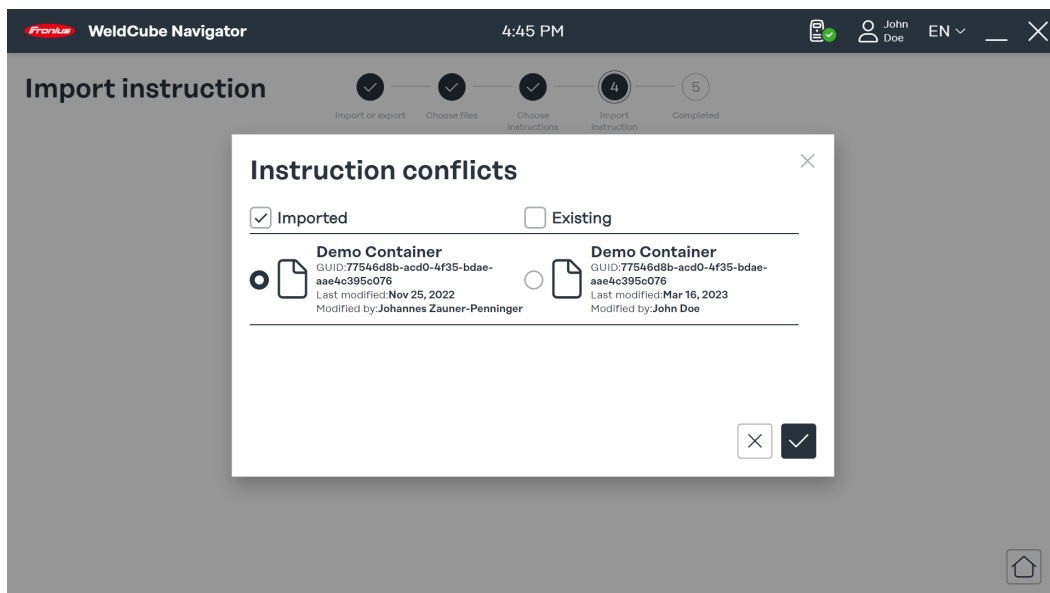 Fronius WeldCube Navigator 4:45 PM John Doe EN
Import instruction 4 5
Import or export Choose files Choose instructions Import instruction Completed
Instruction conflicts
Imported Existing
Demo Container
GUID:77546d8b-acd0-4f35-bdae-
aae4c395c076
Last modified:Nov 25, 2022
Modified by:Johannes Zauner-Penninger
Demo Container
GUID:77546d8b-acd0-4f35-bdae-
aae4c395c076
Last modified:Mar 16, 2023
Modified by:John Doe